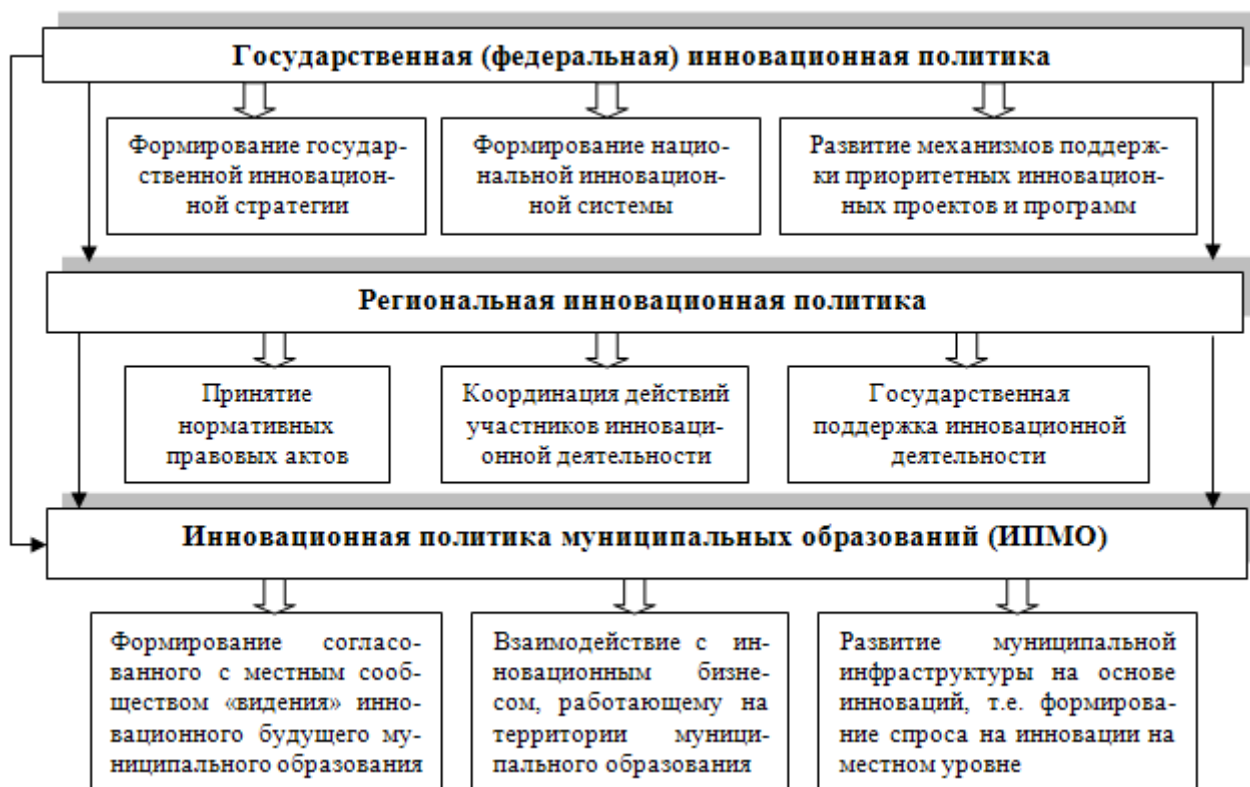 Государственная (федеральная) инновационная политика
Формирование государ-
ственной инновацион-
ной стратегии
Формирование нацио-
нальной инновацион-
ной системы
Развитие механизмов поддерж-
ки приоритетных инновацион-
ных проектов и программ
Региональная инновационная политика
Принятие
нормативных
правовых актов
Координация действий
участников инноваци-
онной деятельности
Государственная
поддержка инновационной
деятельности
Инновационная политика муниципальных образований (ИПМО)
Формирование согласо-
ванного с местным сооб-
ществом «видения» инно-
вационного будущего му-
ниципального образования
Взаимодействие с ин-
новационным бизне-
сом, работающему на
территории муници-
пального образования
Развитие муниципальной
инфраструктуры на основе
инноваций, т.е. формирова-
ние спроса на инновации на
местном уровне